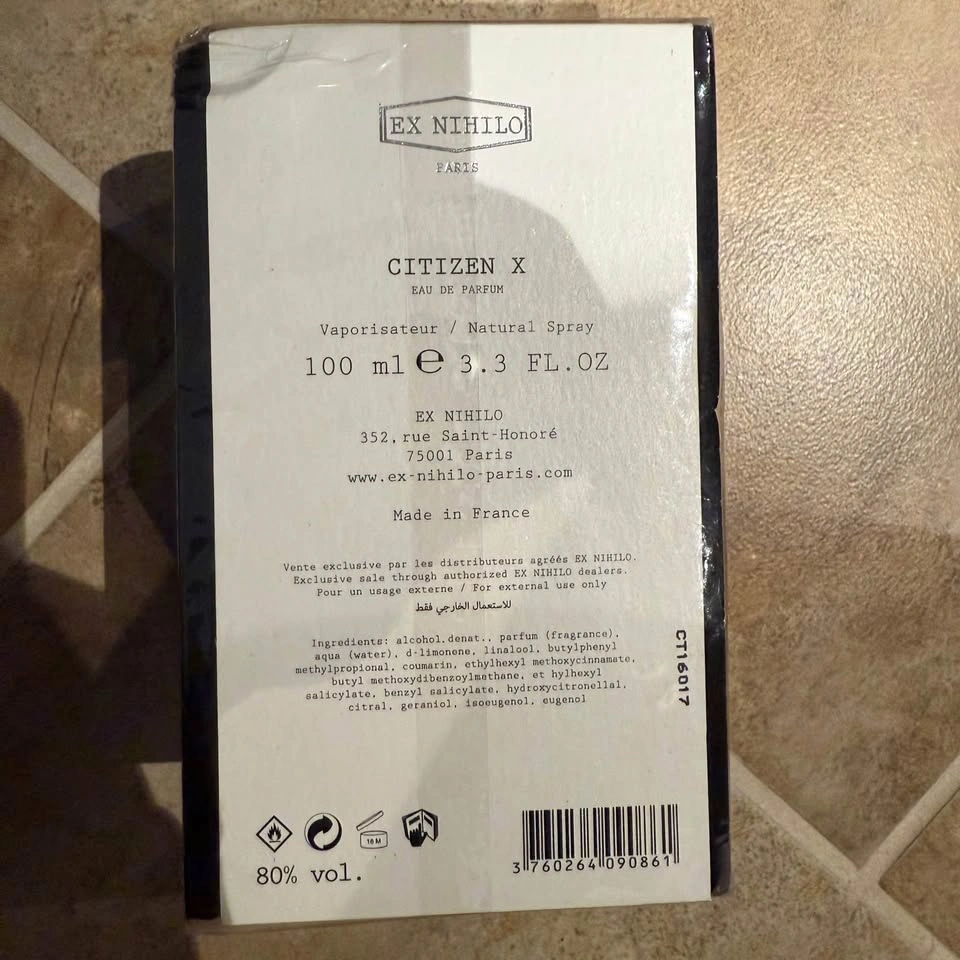 EX NIHILO
PARIS
CITIZEN X
EAU DE PARFUM
Vaporisateur / Natural Spray
100 ml ℮ 3.3 FL.OZ
EX NIHILO
352, rue Saint-Honoré
75001 Paris
www.ex-nihilo-paris.com
Made in France
Vente exclusive par les distributeurs agréés EX NIHILO.
Exclusive sale through authorized EX NIHILO dealers.
Pour un usage externe / For external use only
للاستعمال الخارجي فقط
Ingredients: alcohol.denat., parfum (fragrance),
aqua (water), d-limonene, linalool, butylphenyl
methylpropional, coumarin, ethylhexyl methoxycinnamate,
butyl methoxydibenzoylmethane, et hylhexyl
salicylate, benzyl salicylate, hydroxycitronellal,
citral, geraniol, isoeugenol, eugenol
CT16017
16 M
80% vol.
3 760264 090861